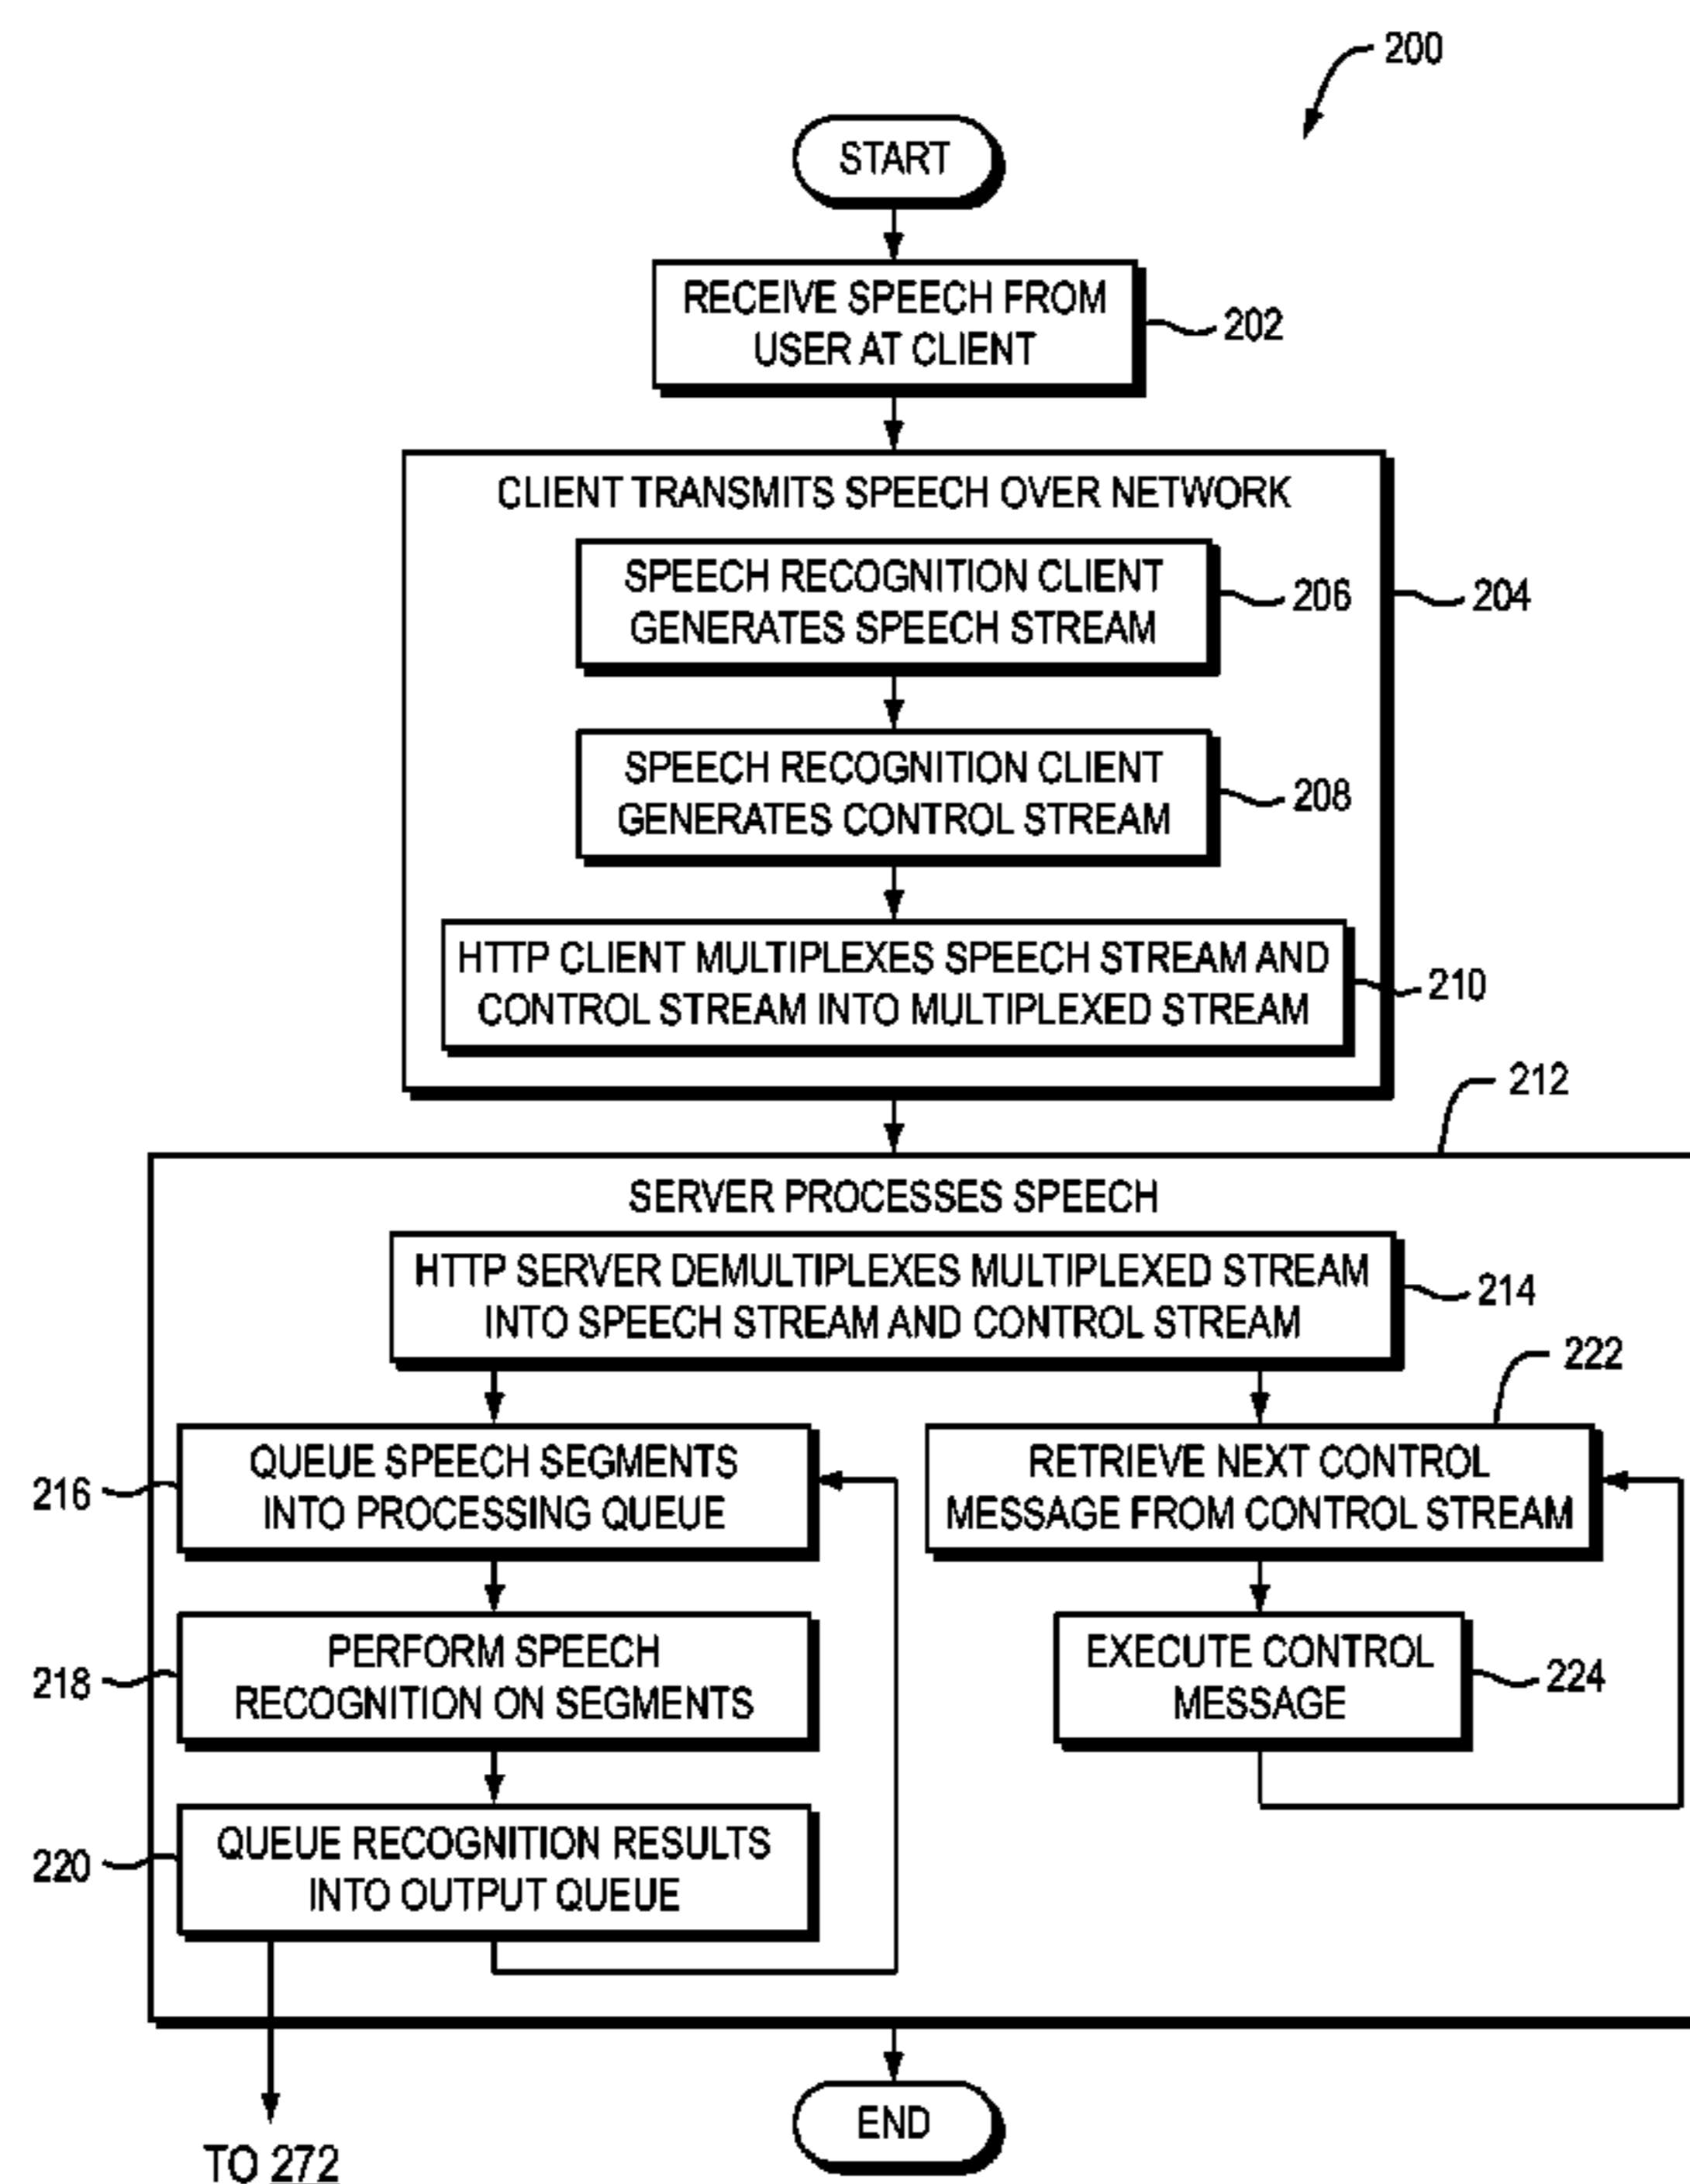 200
START
RECEIVE SPEECH FROM
USER AT CLIENT
202
CLIENT TRANSMITS SPEECH OVER NETWORK
SPEECH RECOGNITION CLIENT
GENERATES SPEECH STREAM
206
204
SPEECH RECOGNITION CLIENT
GENERATES CONTROL STREAM
208
HTTP CLIENT MULTIPLEXES SPEECH STREAM AND
CONTROL STREAM INTO MULTIPLEXED STREAM
210
212
SERVER PROCESSES SPEECH
HTTP SERVER DEMULTIPLEXES MULTIPLEXED STREAM
INTO SPEECH STREAM AND CONTROL STREAM
214
222
QUEUE SPEECH SEGMENTS
INTO PROCESSING QUEUE
216
RETRIEVE NEXT CONTROL
MESSAGE FROM CONTROL STREAM
PERFORM SPEECH
RECOGNITION ON SEGMENTS
218
EXECUTE CONTROL
MESSAGE
224
QUEUE RECOGNITION RESULTS
INTO OUTPUT QUEUE
220
END
TO 272